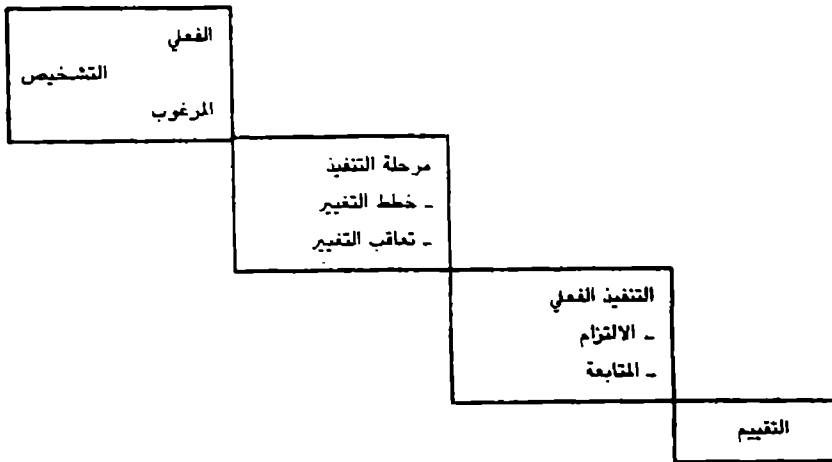 الفعلي
التشخيص
المرغوب
مرحلة التنفيذ
ـ خطط التغيير
ـ تعاقب التغيير
التنفيذ الفعلي
ـ الالتزام
ـ المتابعة
التقييم